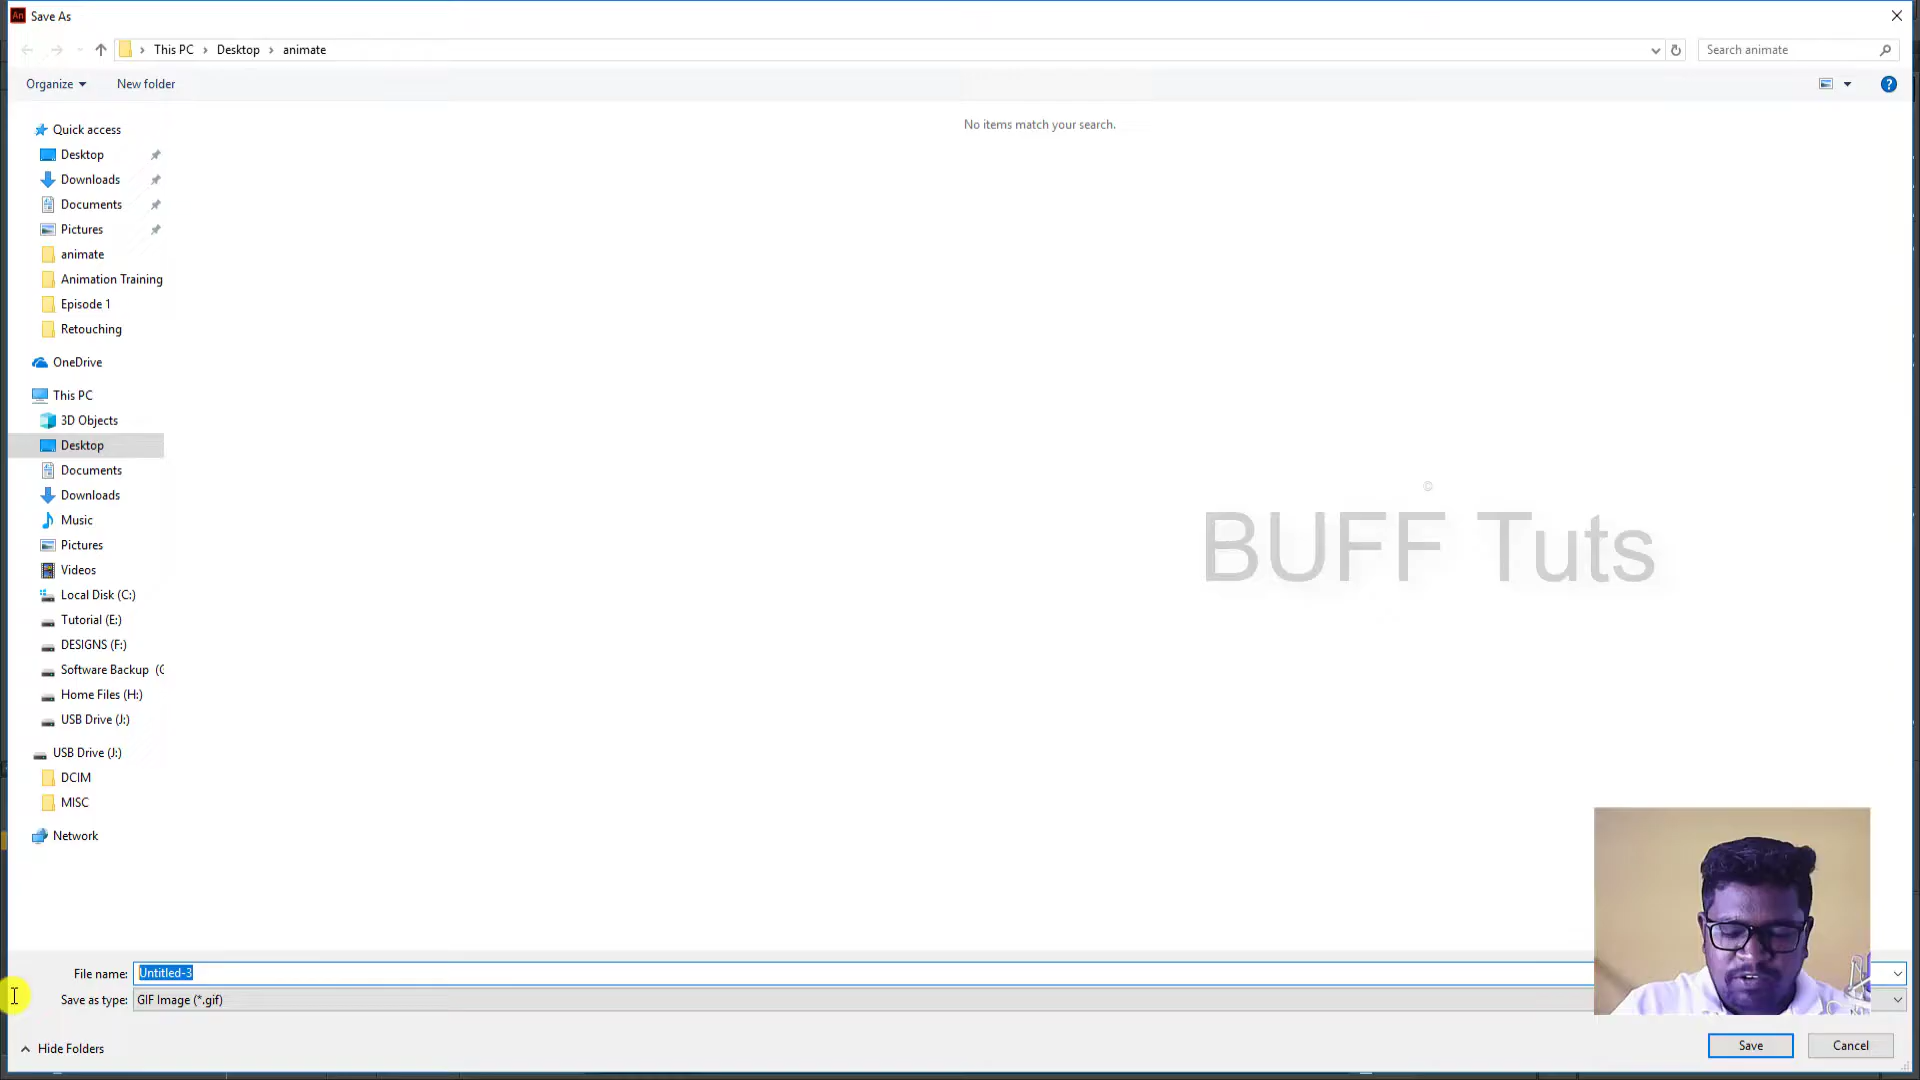 An Save As
This PC > Desktop > animate
Search animate
Organize
New folder
?
Quick access
No items match your search.
Desktop
Downloads
Documents
Pictures
animate
Animation Training
Episode 1
Retouching
OneDrive
This PC
3D Objects
Desktop
Documents
Downloads
Music
Pictures
Videos
Local Disk (C:)
Tutorial (E:)
DESIGNS (F:)
Software Backup (G
Home Files (H:)
USB Drive (J:)
USB Drive (J:)
DCIM
MISC
Network
©
BUFF Tuts
File name: Untitled-3
Save as type: GIF Image (*.gif)
Hide Folders
Save
Cancel